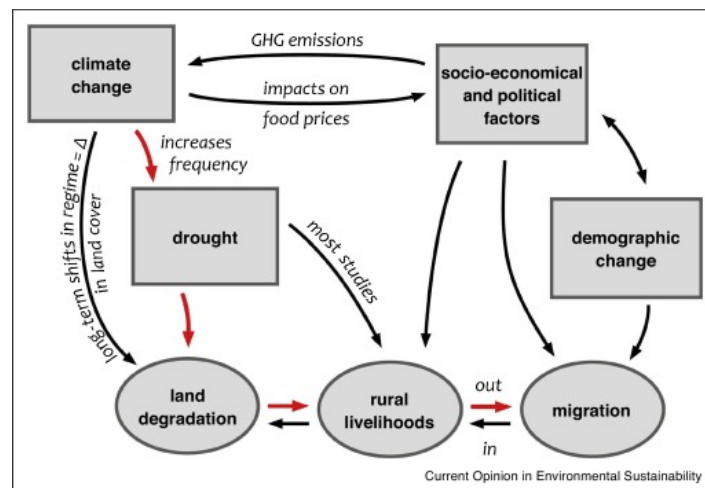 GHG emissions
climate
change
socio-economical
and political
factors
impacts on
food prices
increases
frequency
long-term shifts in regime = Δ
in land cover
drought
most studies
demographic
change
land
degradation
rural
livelihoods
out
in
migration
Current Opinion in Environmental Sustainability